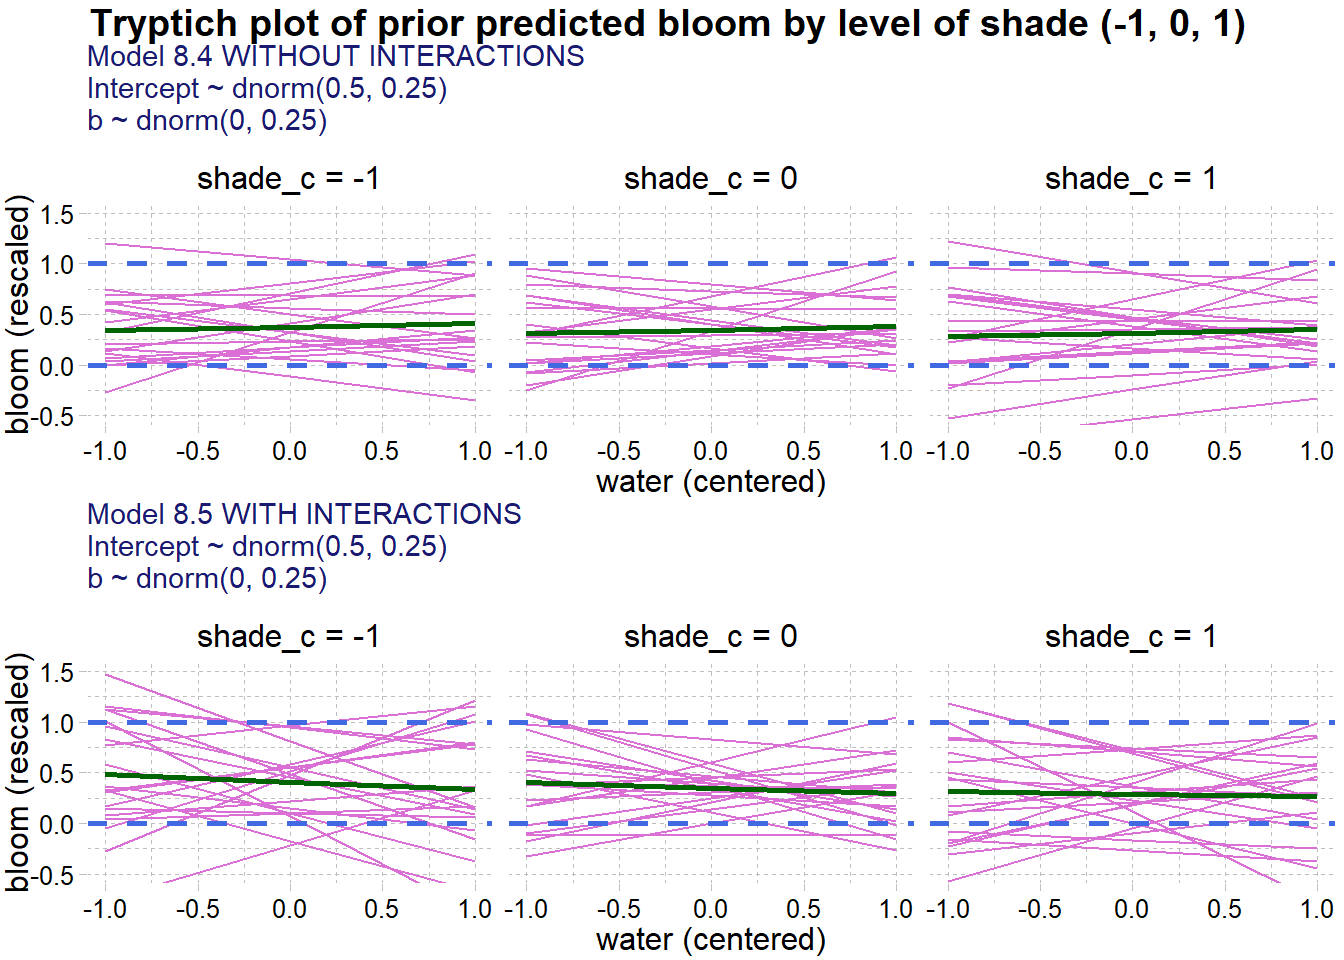 Tryptich plot of prior predicted bloom by level of shade (-1, 0, 1)
Model 8.4 WITHOUT INTERACTIONS
Intercept ~ dnorm(0.5, 0.25)
b ~ dnorm(0, 0.25)
shade_c = -1 shade_c = 0 shade_c = 1
bloom (rescaled)
1.5
1.0
0.5
0.0
-0.5
-1.0 -0.5 0.0 0.5 1.0 -1.0 -0.5 0.0 0.5 1.0 -1.0 -0.5 0.0 0.5 1.0
water (centered)
Model 8.5 WITH INTERACTIONS
Intercept ~ dnorm(0.5, 0.25)
b ~ dnorm(0, 0.25)
shade_c = -1 shade_c = 0 shade_c = 1
bloom (rescaled)
1.5
1.0
0.5
0.0
-0.5
-1.0 -0.5 0.0 0.5 1.0 -1.0 -0.5 0.0 0.5 1.0 -1.0 -0.5 0.0 0.5 1.0
water (centered)